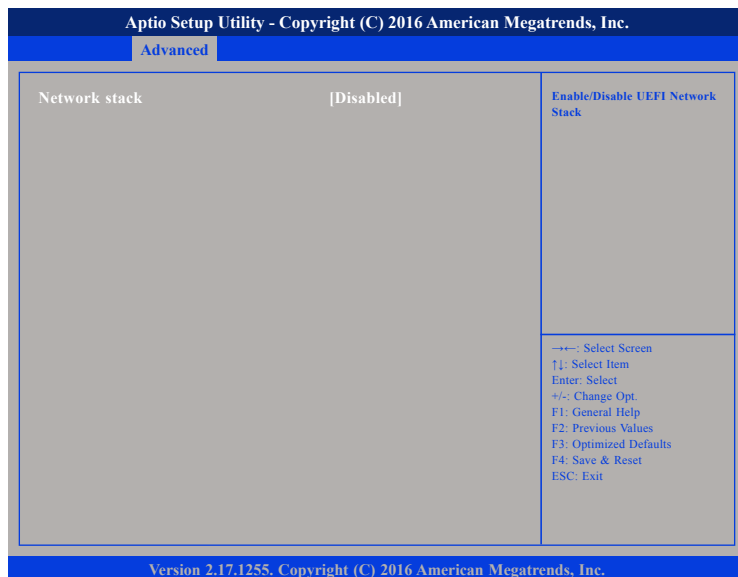 Aptio Setup Utility - Copyright (C) 2016 American Megatrends, Inc.
Advanced
Network stack [Disabled]
Enable/Disable UEFI Network
Stack
→←: Select Screen
↑↓: Select Item
Enter: Select
+/-: Change Opt.
F1: General Help
F2: Previous Values
F3: Optimized Defaults
F4: Save & Reset
ESC: Exit
Version 2.17.1255. Copyright (C) 2016 American Megatrends, Inc.